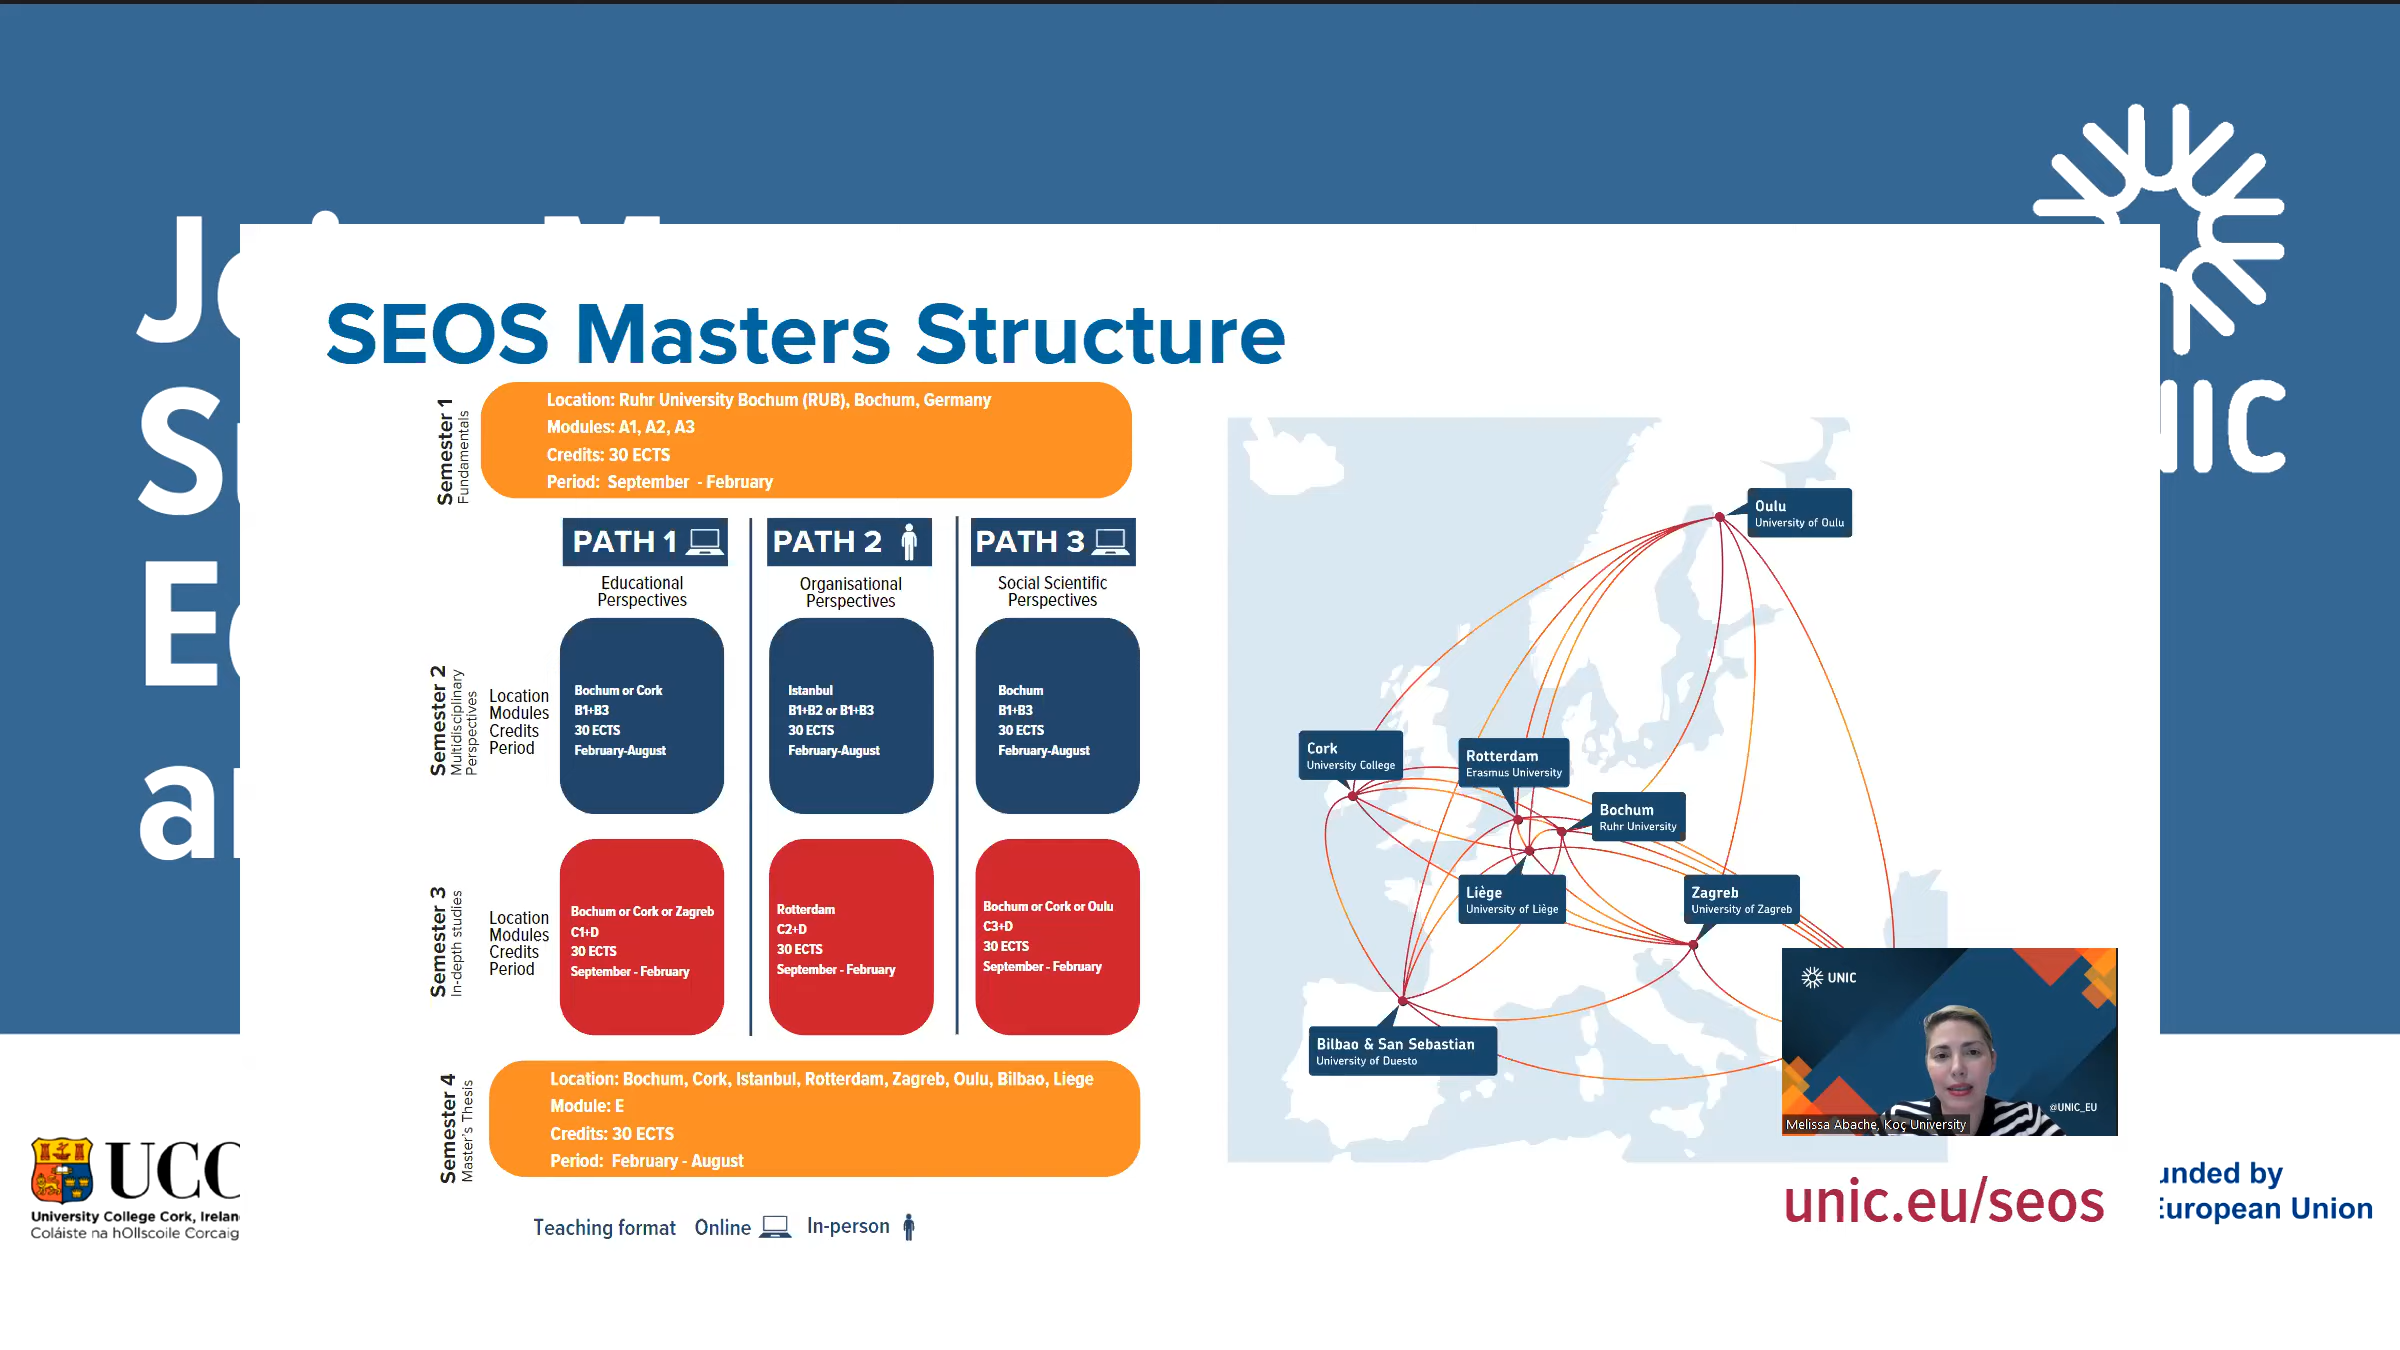 SEOS Masters Structure
Semester 1
Fundamentals
Location: Ruhr University Bochum (RUB), Bochum, Germany
Modules: A1, A2, A3
Credits: 30 ECTS
Period: September - February
PATH 1
Educational
Perspectives
PATH 2
Organisational
Perspectives
PATH 3
Social Scientific
Perspectives
Semester 2
Multidisciplinary
Perspectives
Location
Modules
Credits
Period
Bochum or Cork
B1+B3
30 ECTS
February-August
Istanbul
B1+B2 or B1+B3
30 ECTS
February-August
Bochum
B1+B3
30 ECTS
February-August
Semester 3
In-depth studies
Location
Modules
Credits
Period
Bochum or Cork or Zagreb
C1+D
30 ECTS
September - February
Rotterdam
C2+D
30 ECTS
September - February
Bochum or Cork or Oulu
C3+D
30 ECTS
September - February
Semester 4
Master's Thesis
Location: Bochum, Cork, Istanbul, Rotterdam, Zagreb, Oulu, Bilbao, Liege
Module: E
Credits: 30 ECTS
Period: February - August
Teaching format Online In-person
Oulu
University of Oulu
Cork
University College
Rotterdam
Erasmus University
Bochum
Ruhr University
Liège
University of Liège
Zagreb
University of Zagreb
Bilbao & San Sebastian
University of Duesto
UNIC
@UNIC_EU
Melissa Abache, Koç University
unic.eu/seos
UCC
University College Cork, Irelan
Coláiste na hOllscoile Corcaig
unded by
European Union